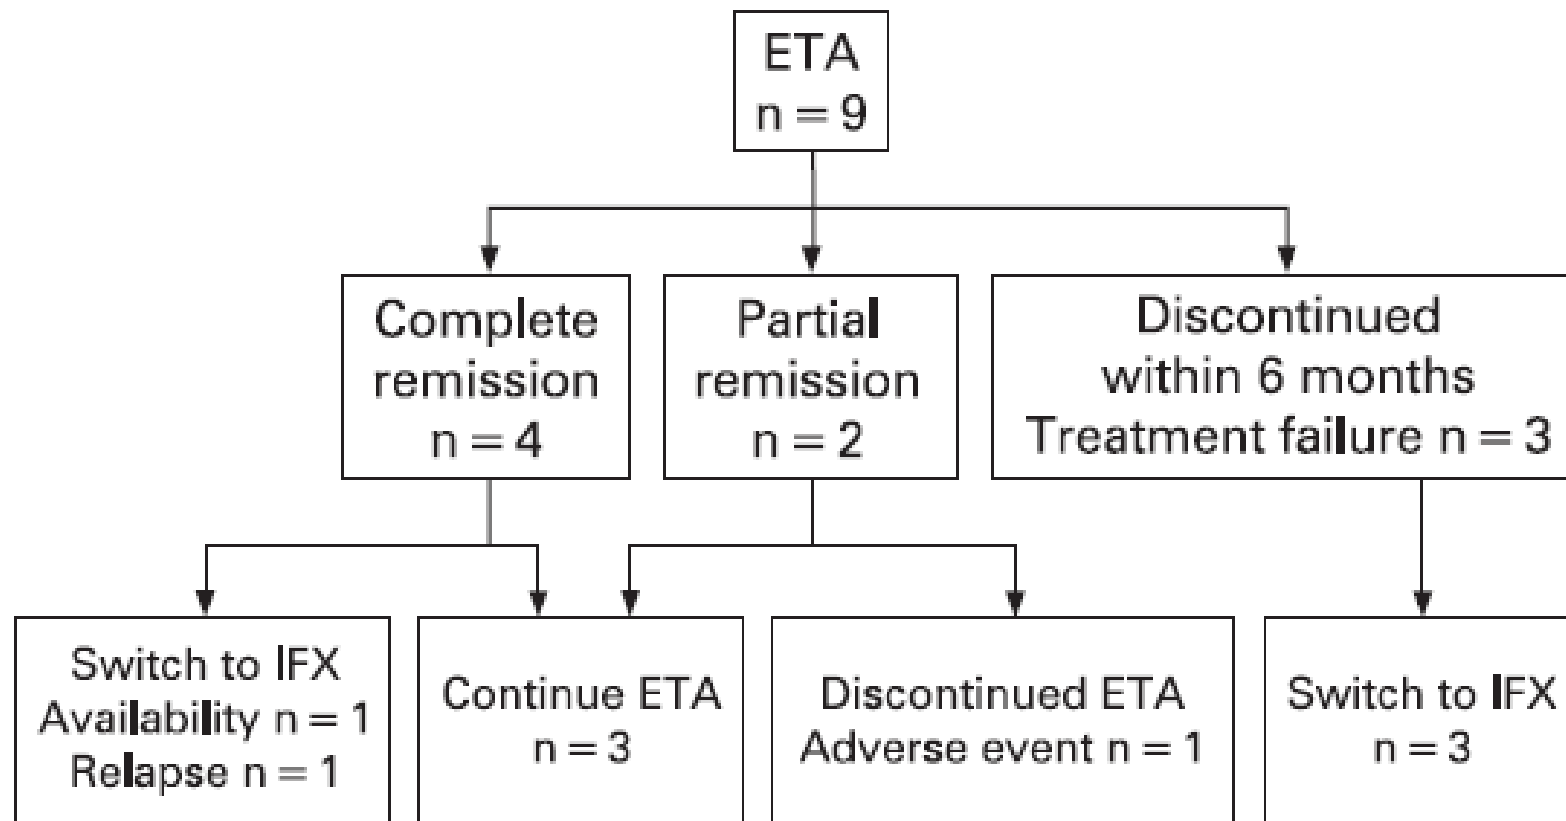 ETA
n = 9
Complete
remission
n = 4
Partial
remission
n = 2
Discontinued
within 6 months
Treatment failure n = 3
Switch to IFX
Availability n = 1
Relapse n = 1
Continue ETA
n = 3
Discontinued ETA
Adverse event n = 1
Switch to IFX
n = 3